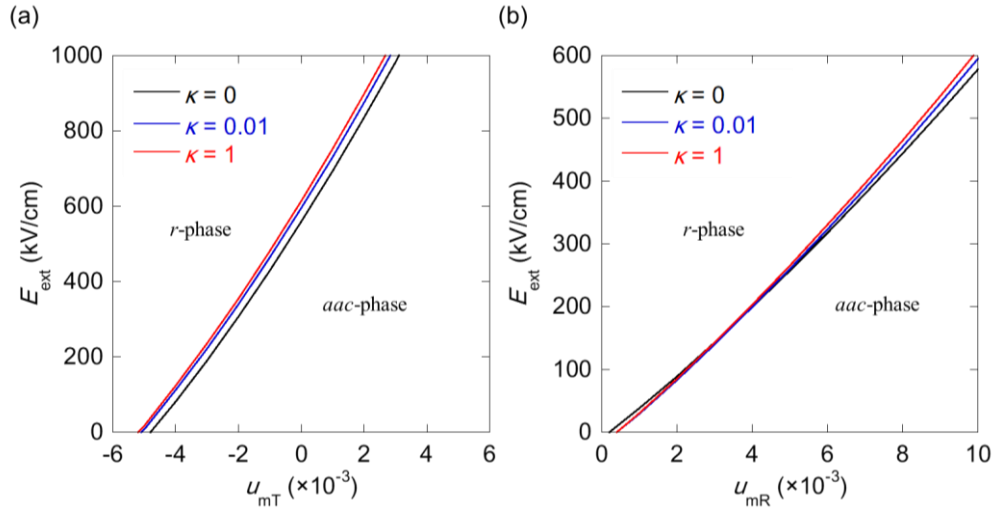 (a)
1000
800
600
400
200
0
-6 -4 -2 0 2 4 6
E_ext (kV/cm)
u_mT (×10⁻³)
κ = 0
κ = 0.01
κ = 1
r-phase
aac-phase
(b)
600
500
400
300
200
100
0
0 2 4 6 8 10
E_ext (kV/cm)
u_mR (×10⁻³)
κ = 0
κ = 0.01
κ = 1
r-phase
aac-phase